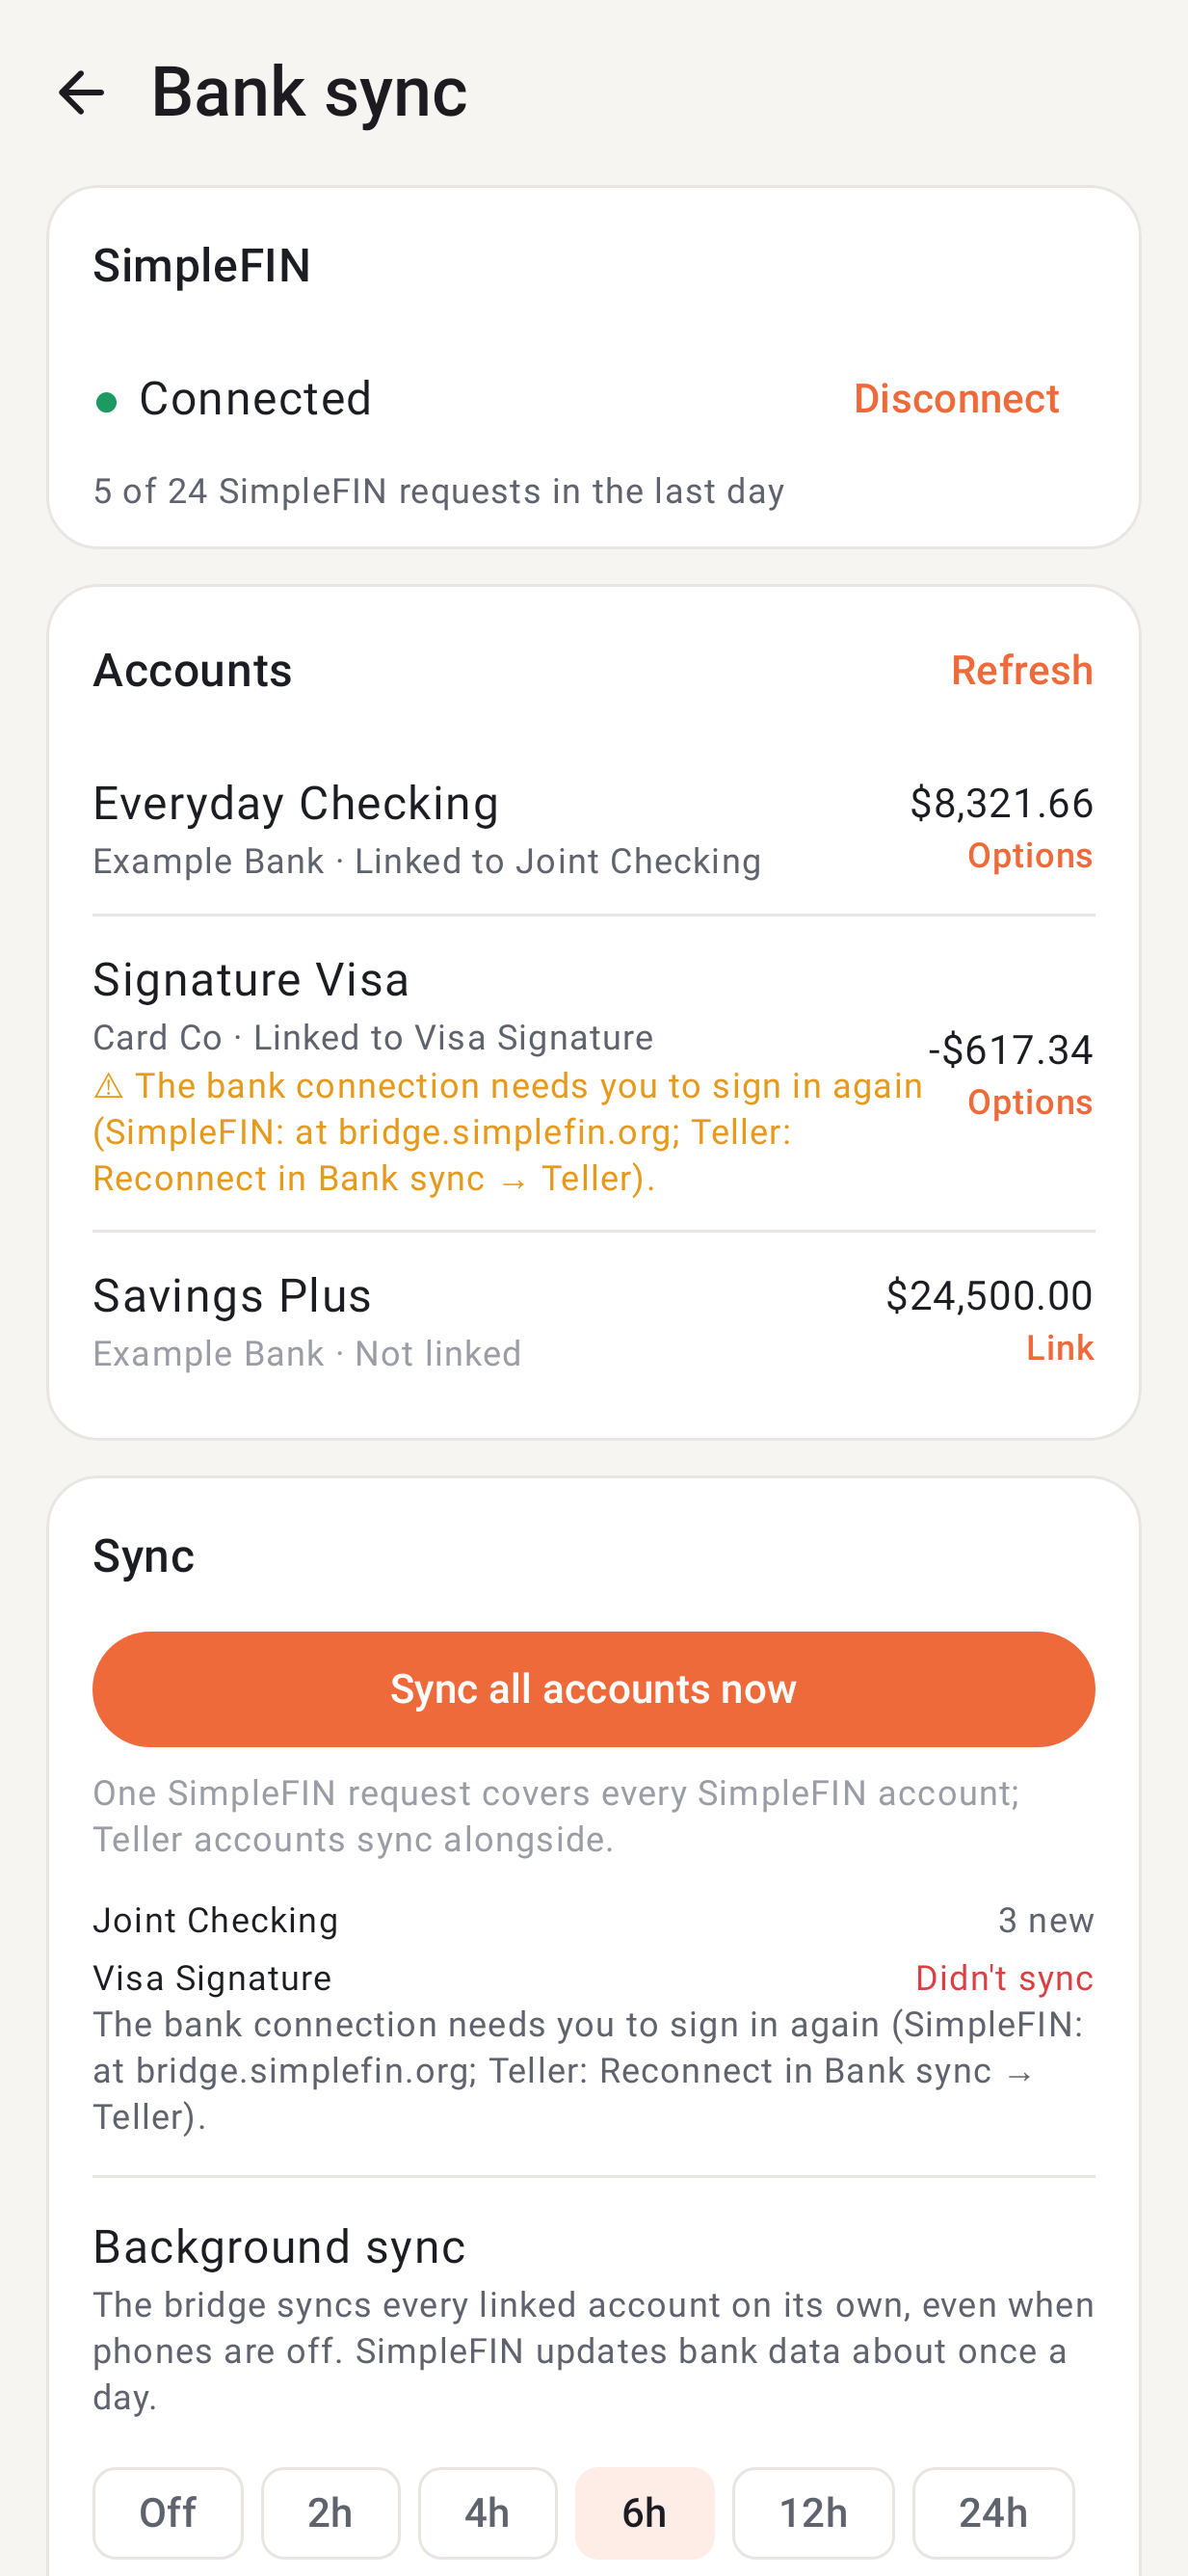 Bank sync
SimpleFIN
Connected
Disconnect
5 of 24 SimpleFIN requests in the last day
Accounts
Refresh
Everyday Checking
$8,321.66
Example Bank · Linked to Joint Checking
Options
Signature Visa
Card Co · Linked to Visa Signature
-$617.34
⚠ The bank connection needs you to sign in again
Options
(SimpleFIN: at bridge.simplefin.org; Teller:
Reconnect in Bank sync → Teller).
Savings Plus
$24,500.00
Example Bank · Not linked
Link
Sync
Sync all accounts now
One SimpleFIN request covers every SimpleFIN account;
Teller accounts sync alongside.
Joint Checking
3 new
Visa Signature
Didn't sync
The bank connection needs you to sign in again (SimpleFIN:
at bridge.simplefin.org; Teller: Reconnect in Bank sync →
Teller).
Background sync
The bridge syncs every linked account on its own, even when
phones are off. SimpleFIN updates bank data about once a
day.
Off 2h 4h 6h 12h 24h